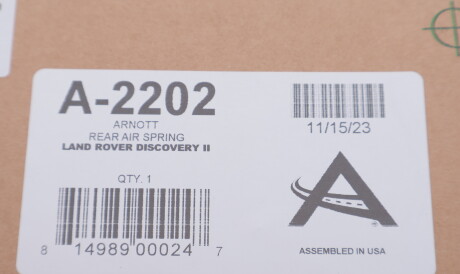 A-2202
ARNOTT
REAR AIR SPRING
LAND ROVER DISCOVERY II
QTY. 1
8 14989 00024 7
11/15/23
A
ASSEMBLED IN USA